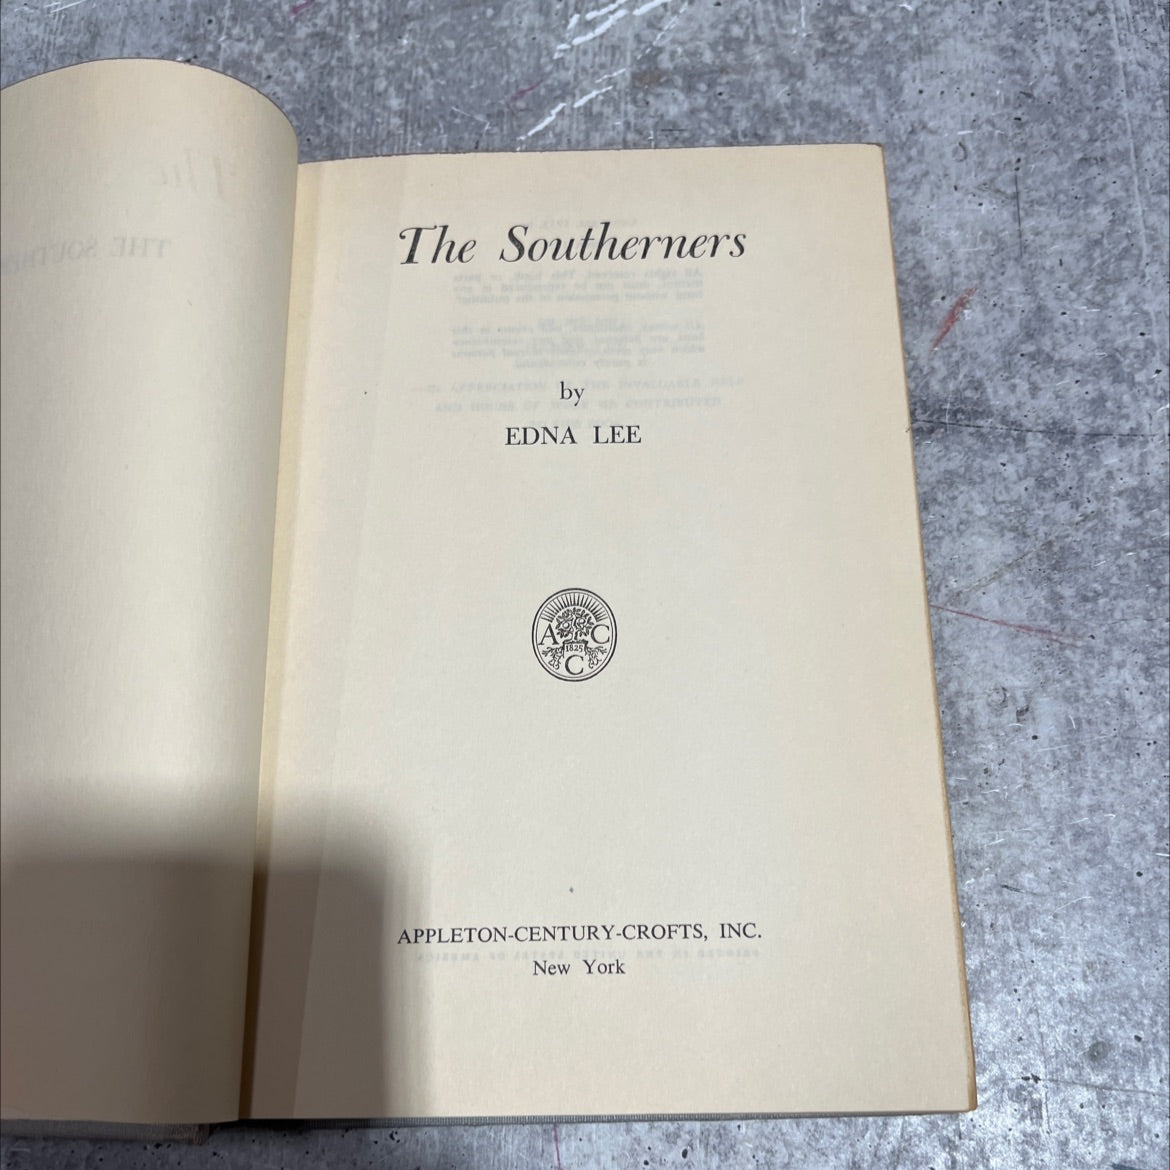 The Southerners
by
EDNA LEE
A C
1825
C
APPLETON-CENTURY-CROFTS, INC.
New York